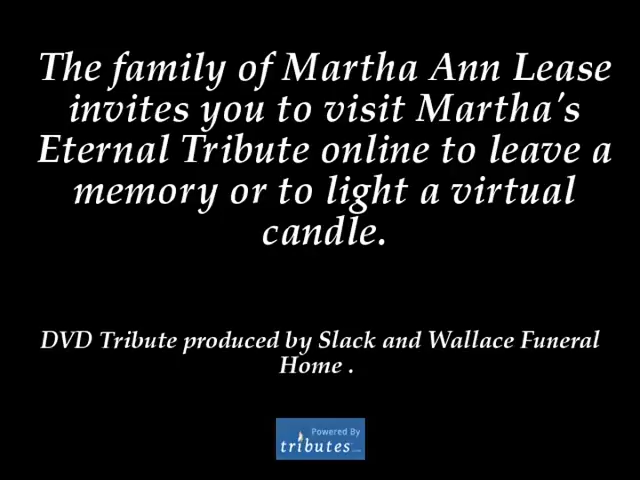 The family of Martha Ann Lease
invites you to visit Martha's
Eternal Tribute online to leave a
memory or to light a virtual
candle.
DVD Tribute produced by Slack and Wallace Funeral
Home .
Powered By
tributes